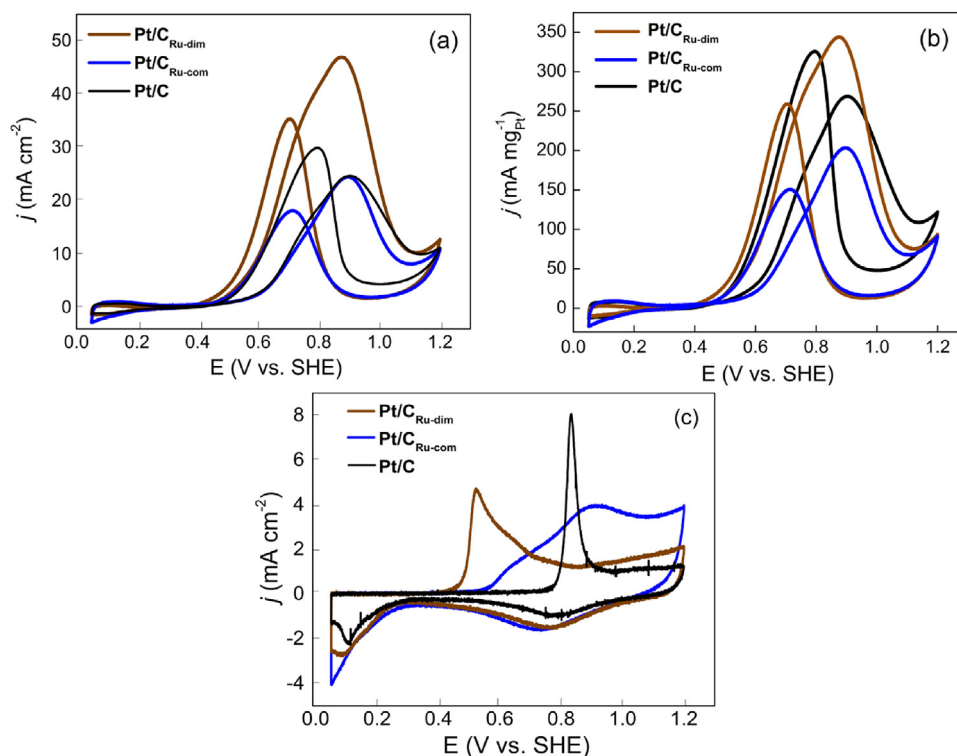 (a)
Pt/C_Ru-dim
Pt/C_Ru-com
Pt/C
50
40
30
20
10
0
j (mA cm⁻²)
0.0 0.2 0.4 0.6 0.8 1.0 1.2
E (V vs. SHE)
(b)
Pt/C_Ru-dim
Pt/C_Ru-com
Pt/C
350
300
250
200
150
100
50
0
j (mA mg⁻¹_Pt)
0.0 0.2 0.4 0.6 0.8 1.0 1.2
E (V vs. SHE)
(c)
Pt/C_Ru-dim
Pt/C_Ru-com
Pt/C
8
6
4
2
0
-2
-4
j (mA cm⁻²)
0.0 0.2 0.4 0.6 0.8 1.0 1.2
E (V vs. SHE)